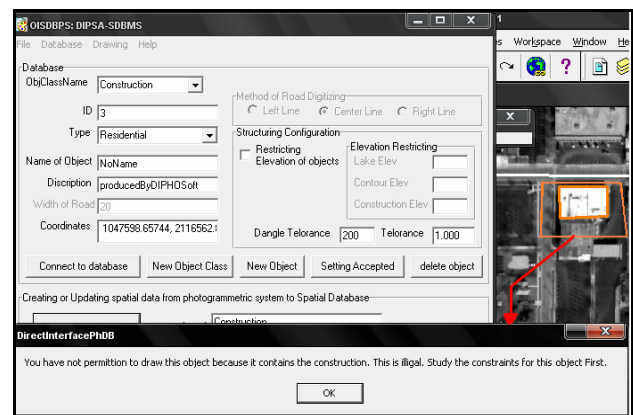 OISDBPS: DIPSA-SDBMS
File Database Drawing Help
Database
ObjClassName Construction
ID 3
Type Residential
Name of Object NoName
Discription producedByDIPHOSoft
Width of Road 20
Coordinates 1047598.65744, 2116562.
Method of Road Digitizing
Left Line Center Line Right Line
Structuring Configuration
Restricting Elevation of objects
Elevation Restricting
Lake Elev
Contour Elev
Construction Elev
Dangle Telorance 200 Telorance 1.000
Connect to database New Object Class New Object Setting Accepted delete object
Creating or Updating spatial data from photogrammetric system to Spatial Database
Construction
Workspace Window He
DirectInterfacePhDB
You have not permittion to draw this object because it contains the construction. This is illigal. Study the constraints for this object First.
OK